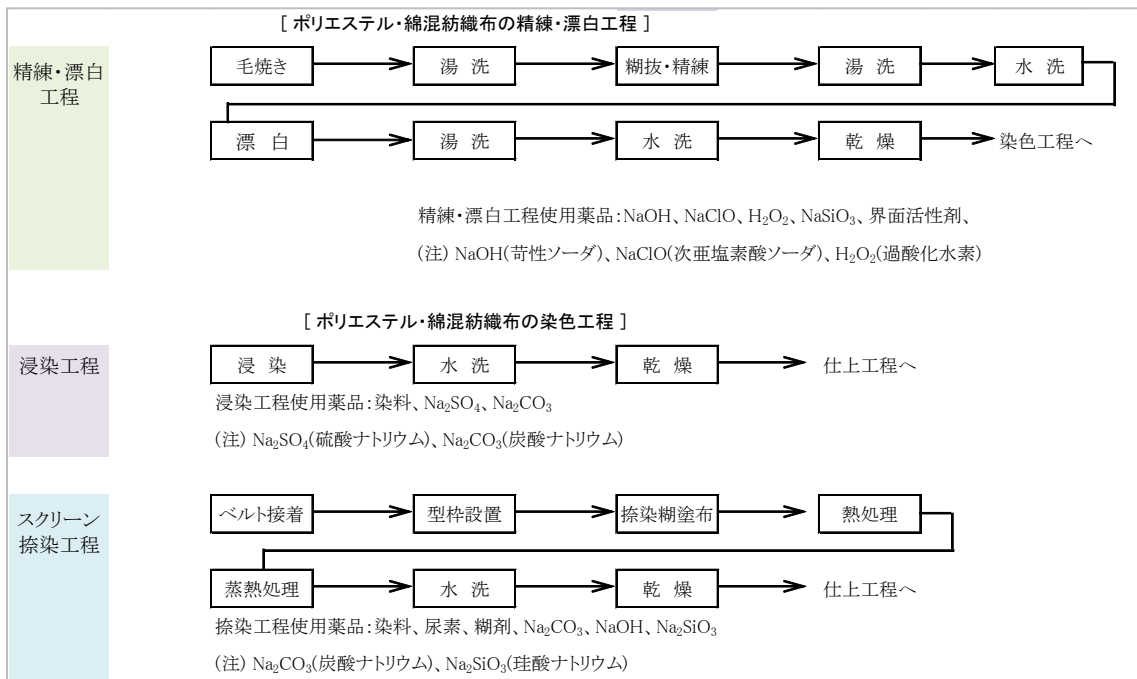 [ ポリエステル・綿混紡織布の精練・漂白工程 ]
精練・漂白
工程
毛焼き 湯 洗 糊抜・精練 湯 洗 水 洗
漂 白 湯 洗 水 洗 乾 燥 染色工程へ
精練・漂白工程使用薬品:NaOH、NaClO、H₂O₂、NaSiO₃、界面活性剤、
(注) NaOH(苛性ソーダ)、NaClO(次亜塩素酸ソーダ)、H₂O₂(過酸化水素)
[ ポリエステル・綿混紡織布の染色工程 ]
浸染工程
浸 染 水 洗 乾 燥 仕上工程へ
浸染工程使用薬品:染料、Na₂SO₄、Na₂CO₃
(注) Na₂SO₄(硫酸ナトリウム)、Na₂CO₃(炭酸ナトリウム)
スクリーン
捺染工程
ベルト接着 型枠設置 捺染糊塗布 熱処理
蒸熱処理 水 洗 乾 燥 仕上工程へ
捺染工程使用薬品:染料、尿素、糊剤、Na₂CO₃、NaOH、Na₂SiO₃
(注) Na₂CO₃(炭酸ナトリウム)、Na₂SiO₃(珪酸ナトリウム)